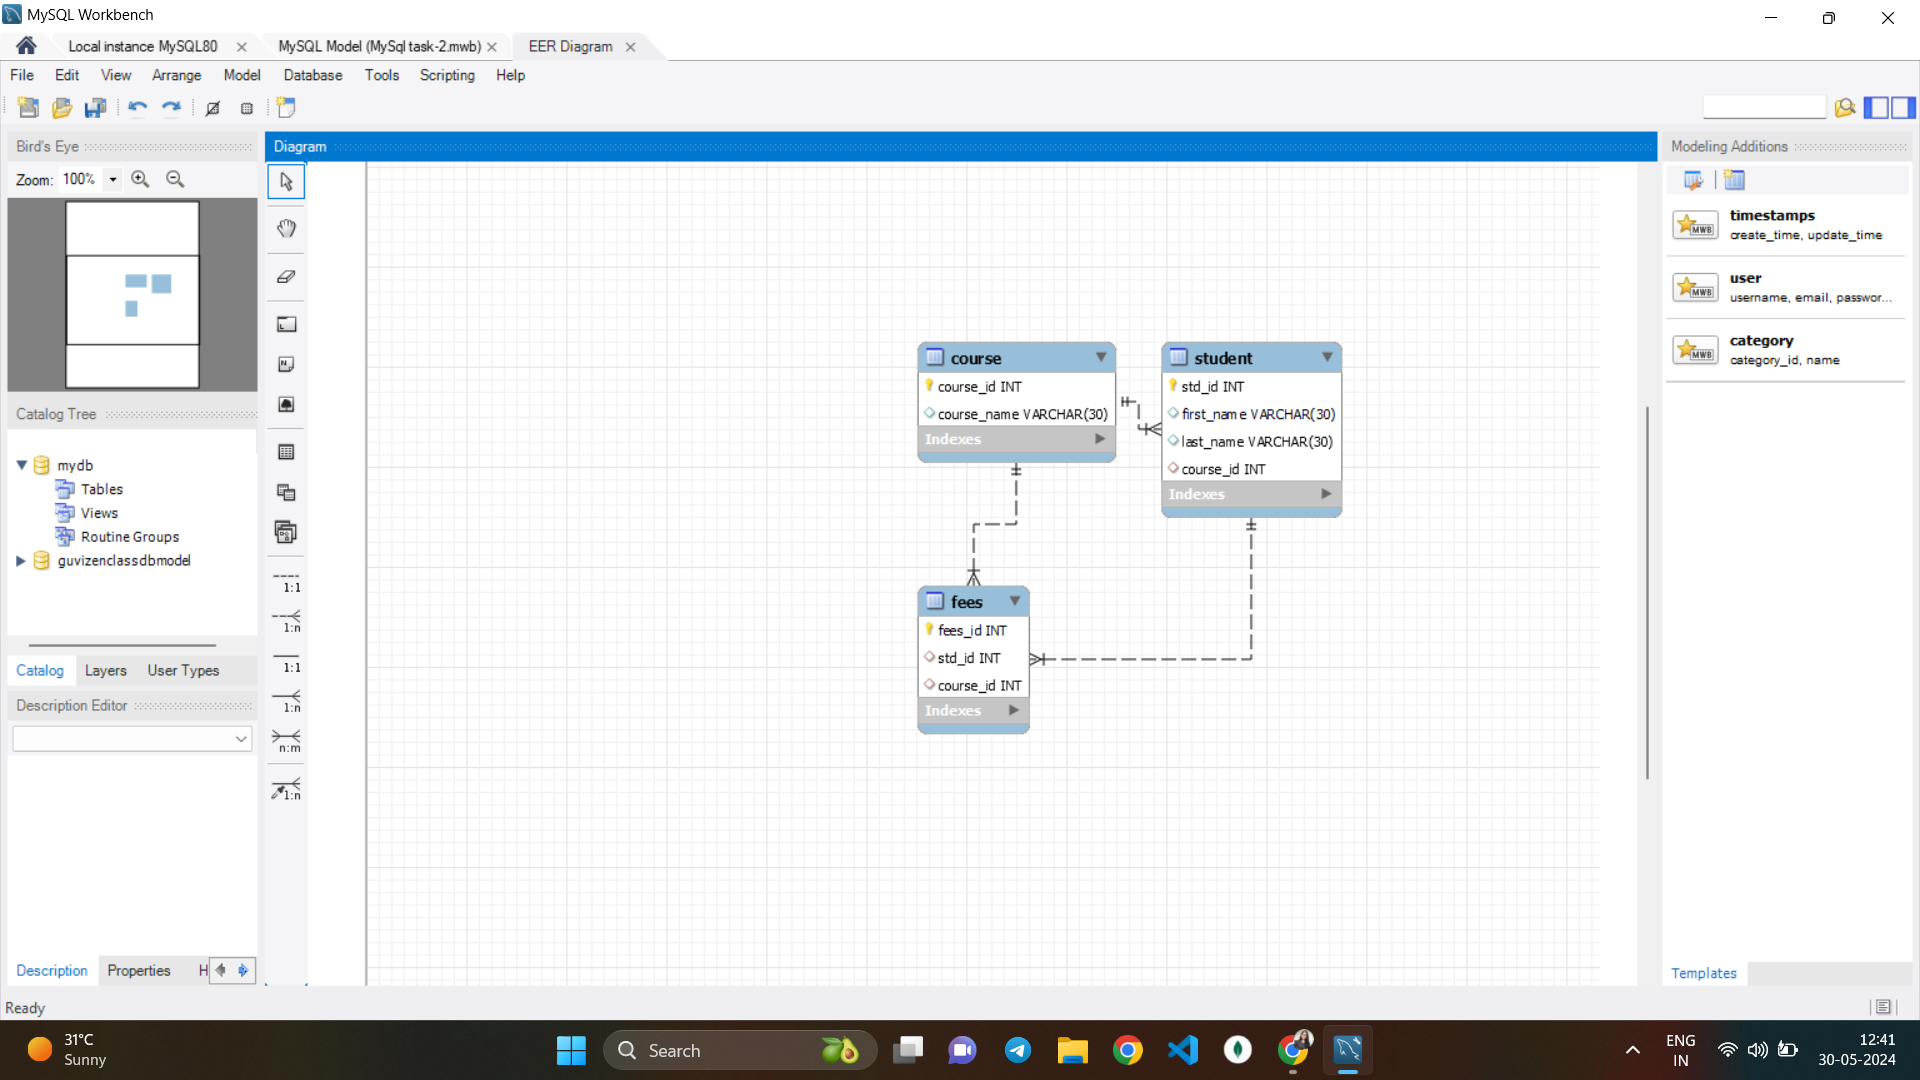 MySQL Workbench
Local instance MySQL80
MySQL Model (MySql task-2.mwb)
EER Diagram
File Edit View Arrange Model Database Tools Scripting Help
Bird's Eye
Zoom: 100%
Catalog Tree
mydb
Tables
Views
Routine Groups
guvizenclassdbmodel
Catalog Layers User Types
Description Editor
Description Properties H
Ready
Diagram
1:1
1:n
1:1
1:n
n:m
1:n
course
course_id INT
course_name VARCHAR(30)
Indexes
student
std_id INT
first_name VARCHAR(30)
last_name VARCHAR(30)
course_id INT
Indexes
fees
fees_id INT
std_id INT
course_id INT
Indexes
Modeling Additions
MWB
timestamps
create_time, update_time
MWB
user
username, email, passwor...
MWB
category
category_id, name
Templates
31°C
Sunny
Search
ENG
IN
12:41
30-05-2024